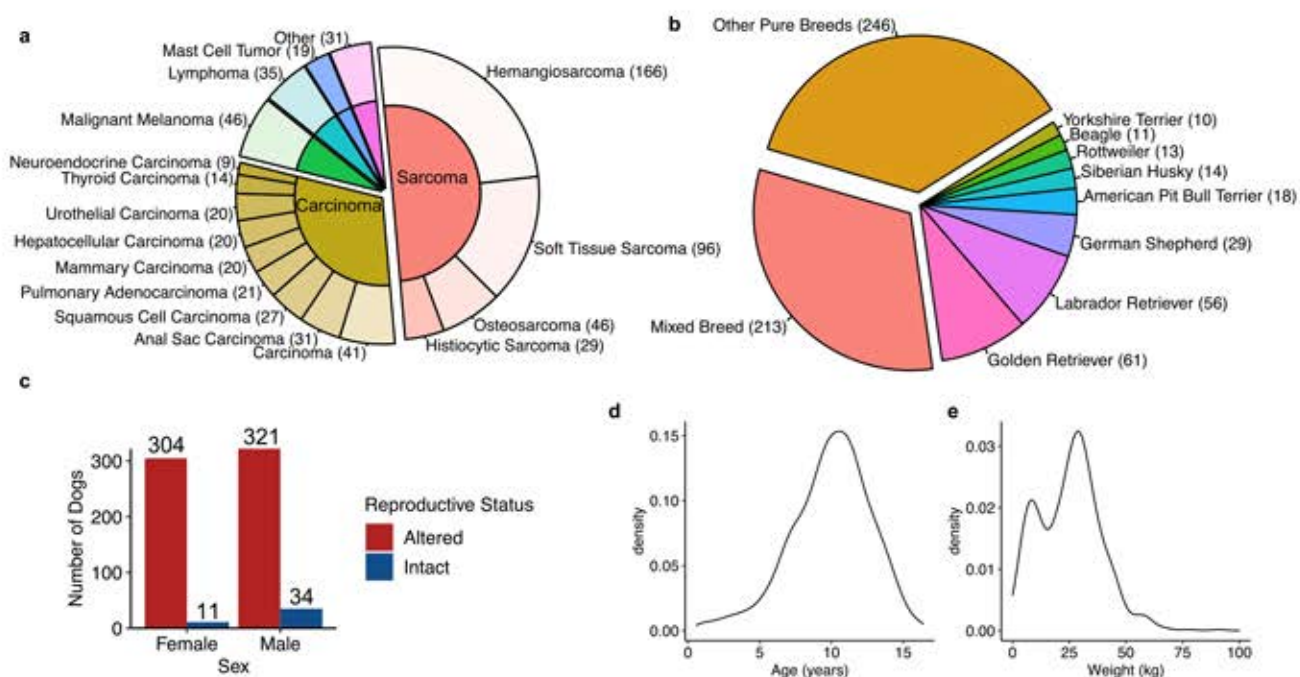 a
Other (31)
Mast Cell Tumor (19)
Lymphoma (35)
Malignant Melanoma (46)
Neuroendocrine Carcinoma (9)
Thyroid Carcinoma (14)
Urothelial Carcinoma (20)
Hepatocellular Carcinoma (20)
Mammary Carcinoma (20)
Pulmonary Adenocarcinoma (21)
Squamous Cell Carcinoma (27)
Anal Sac Carcinoma (31)
Carcinoma (41)
Carcinoma
Sarcoma
Hemangiosarcoma (166)
Soft Tissue Sarcoma (96)
Osteosarcoma (46)
Histiocytic Sarcoma (29)
b
Other Pure Breeds (246)
Yorkshire Terrier (10)
Beagle (11)
Rottweiler (13)
Siberian Husky (14)
American Pit Bull Terrier (18)
German Shepherd (29)
Labrador Retriever (56)
Golden Retriever (61)
Mixed Breed (213)
c
Number of Dogs
300
200
100
0
304
11
321
34
Female
Male
Sex
Reproductive Status
Altered
Intact
d
density
0.15
0.10
0.05
0.00
0
5
10
15
Age (years)
e
density
0.03
0.02
0.01
0.00
0
25
50
75
100
Weight (kg)